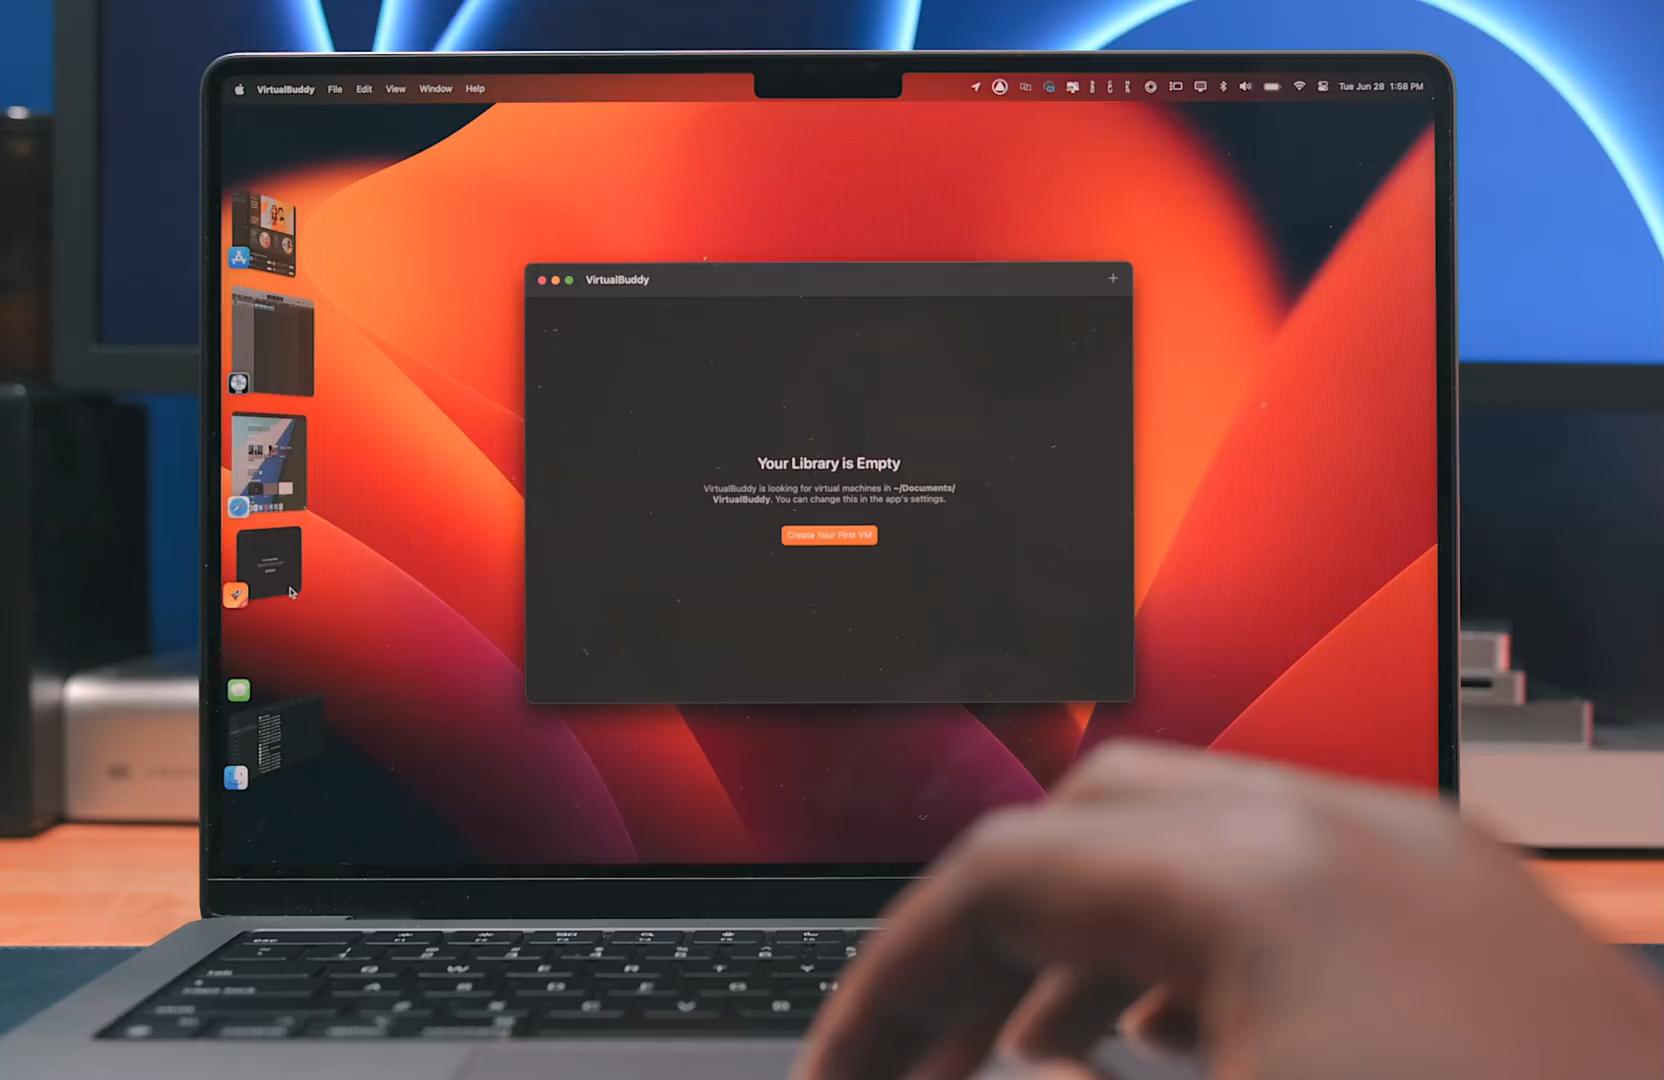 VirtualBuddy File Edit View Window Help
Tue Jun 28 1:58 PM
VirtualBuddy
Your Library is Empty
VirtualBuddy is looking for virtual machines in ~/Documents/
VirtualBuddy. You can change this in the app's settings.
Create Your First VM
esc